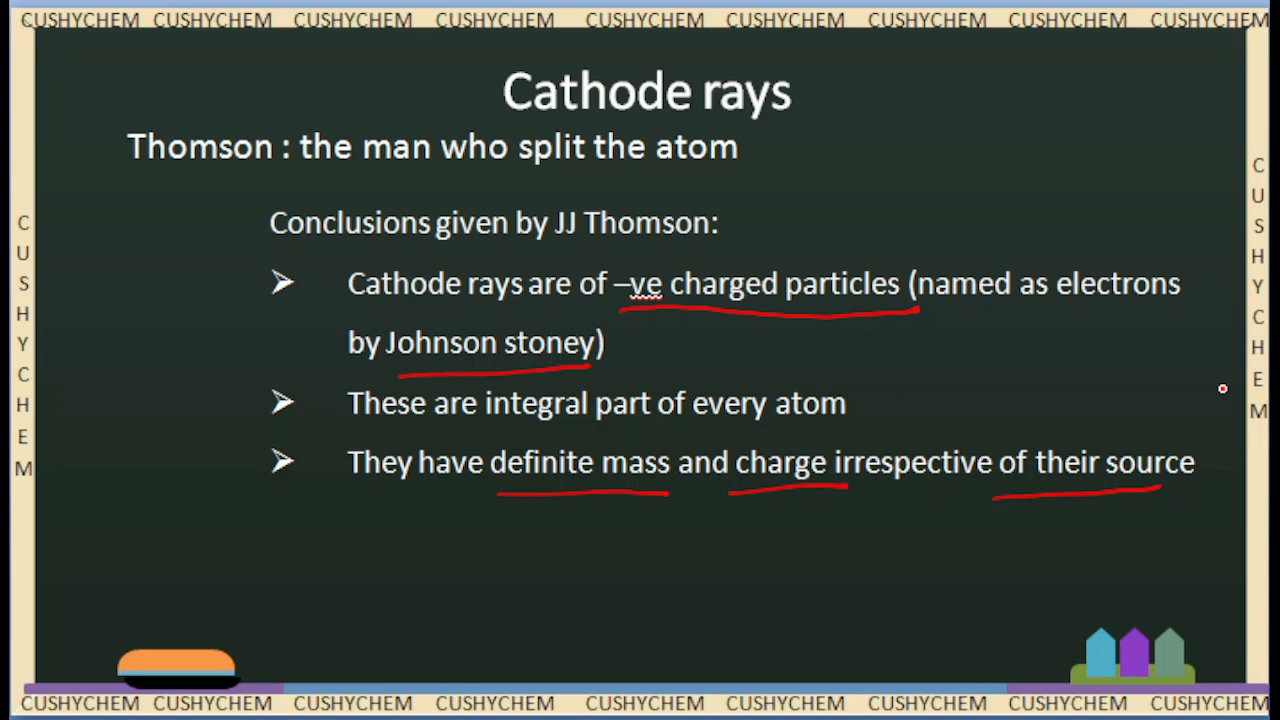 CUSHYCHEM CUSHYCHEM CUSHYCHEM CUSHYCHEM CUSHYCHEM CUSHYCHEM CUSHYCHEM CUSHYCHEM CUSHYCHEM
Cathode rays
Thomson : the man who split the atom
Conclusions given by JJ Thomson:
➢ Cathode rays are of –ve charged particles (named as electrons
by Johnson stoney)
➢ These are integral part of every atom
➢ They have definite mass and charge irrespective of their source
CUSHYCHEM
CUSHYCHEM
CUSHYCHEM CUSHYCHEM CUSHYCHEM CUSHYCHEM CUSHYCHEM CUSHYCHEM CUSHYCHEM CUSHYCHEM CUSHYCHEM